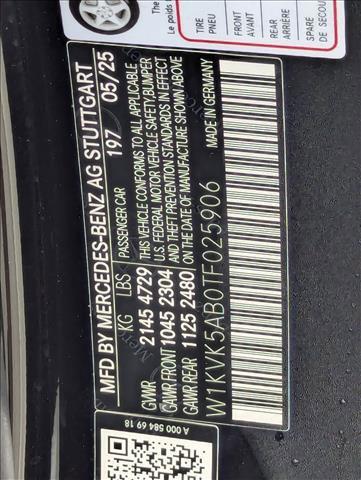 Le poids
TIRE
PNEU
FRONT
AVANT
REAR
ARRIÈRE
SPARE
DE SECOU
MFD BY MERCEDES-BENZ AG STUTTGART
197 05/25
KG LBS PASSENGER CAR
GVWR 2145 4729 THIS VEHICLE CONFORMS TO ALL APPLICABLE
GAWR FRONT 1045 2304 U.S. FEDERAL MOTOR VEHICLE SAFETY, BUMPER
GAWR REAR 1125 2480 AND THEFT PREVENTION STANDARDS IN EFFECT
ON THE DATE OF MANUFACTURE SHOWN ABOVE
MADE IN GERMANY
W1KVK5AB0TF025906
A 000 584 69 18